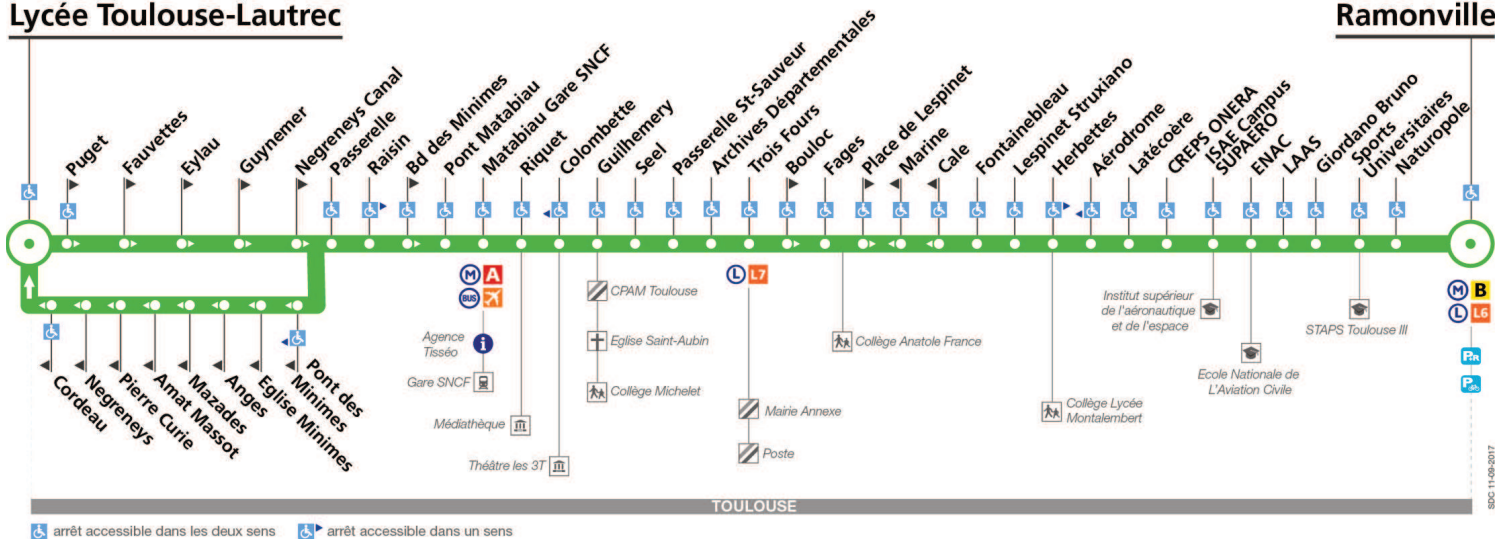 Lycée Toulouse-Lautrec
Ramonville
Puget
Fauvettes
Eylau
Guynemer
Negreneys Canal
Passerelle
Raisin
Bd des Minimes
Pont Matabiau
Matabiau Gare SNCF
Riquet
Colombette
Guilhemery
Seel
Passerelle St-Sauveur
Archives Départementales
Trois Fours
Bouloc
Fages
Place de Lespinet
Marine
Cale
Fontainebleau
Lespinet Struxiano
Herbettes
Aérodrome
Latécoère
CREPS ONERA
ISAE Campus
SUPAERO
ENAC
LAAS
Giordano Bruno
Sports
Universitaires
Naturopole
Cordeau
Negreneys
Pierre Curie
Amat Massot
Mazades
Anges
Eglise Minimes
Pont des
Minimes
M A
BUS
Agence
Tisséo
i
Gare SNCF
Médiathèque
Théâtre les 3T
CPAM Toulouse
Eglise Saint-Aubin
Collège Michelet
L L7
Mairie Annexe
Poste
Collège Anatole France
Collège Lycée
Montalembert
Institut supérieur
de l'aéronautique
et de l'espace
Ecole Nationale de
L'Aviation Civile
STAPS Toulouse III
M B
L L6
PR
P
TOULOUSE
SDC 11-09-2017
arrêt accessible dans les deux sens
arrêt accessible dans un sens